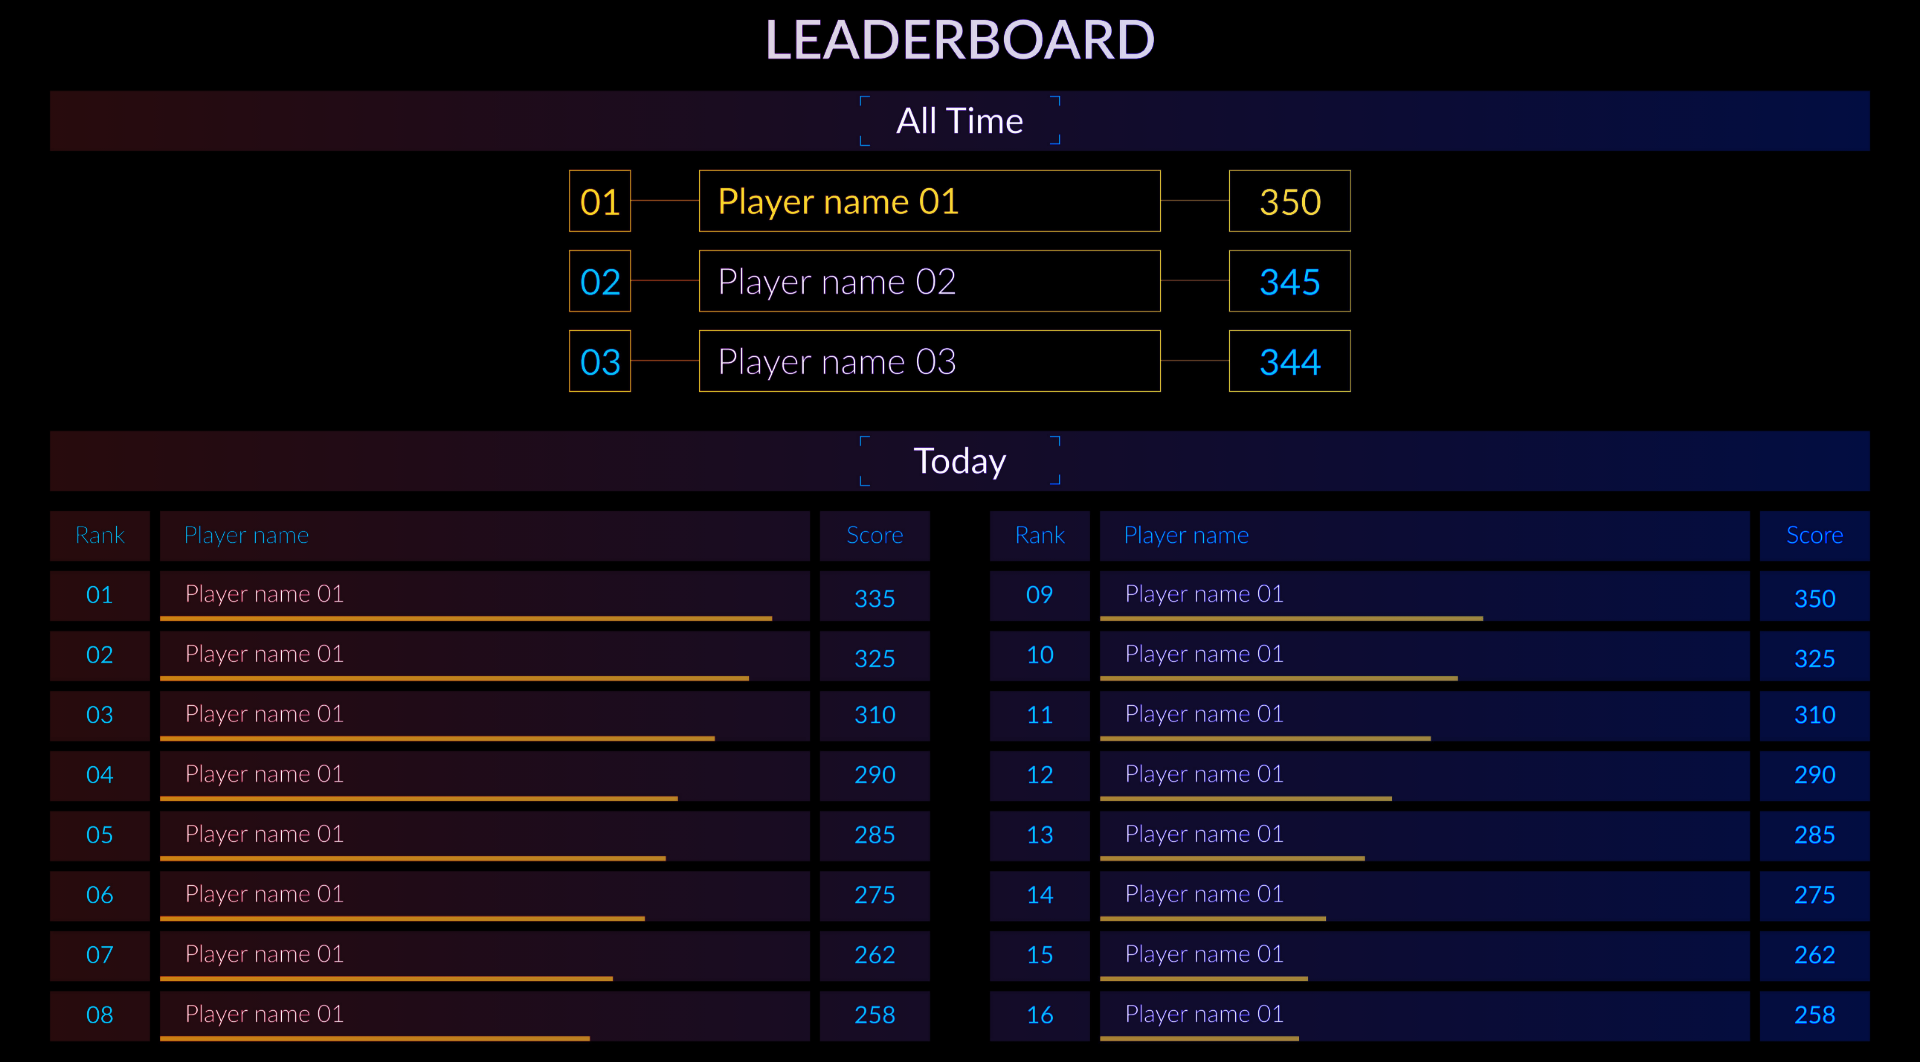 LEADERBOARD
All Time
01 Player name 01 350
02 Player name 02 345
03 Player name 03 344
Today
Rank Player name Score
01 Player name 01 335
02 Player name 01 325
03 Player name 01 310
04 Player name 01 290
05 Player name 01 285
06 Player name 01 275
07 Player name 01 262
08 Player name 01 258
Rank Player name Score
09 Player name 01 350
10 Player name 01 325
11 Player name 01 310
12 Player name 01 290
13 Player name 01 285
14 Player name 01 275
15 Player name 01 262
16 Player name 01 258